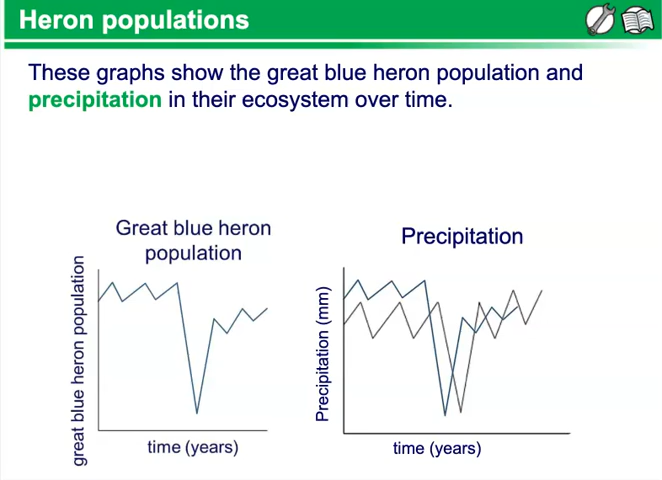 Heron populations
These graphs show the great blue heron population and
precipitation in their ecosystem over time.
Great blue heron
population
great blue heron population
time (years)
Precipitation
Precipitation (mm)
time (years)